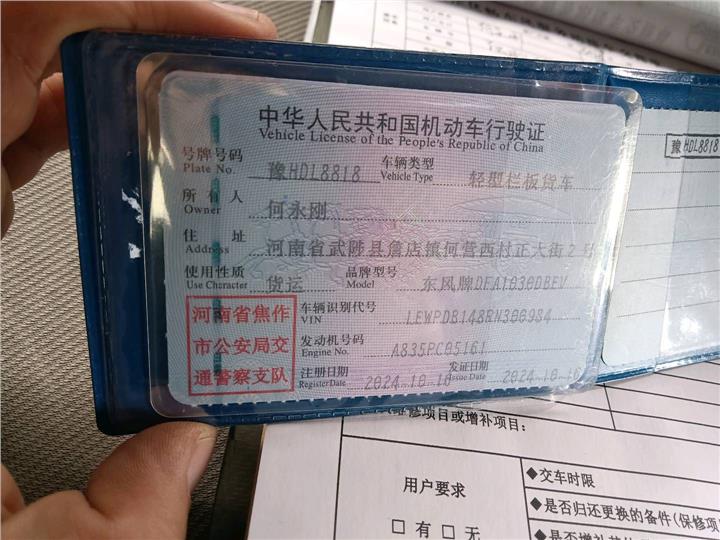 中华人民共和国机动车行驶证
Vehicle License of the People's Republic of China
号牌号码 Plate No. 豫HDL8818 车辆类型 Vehicle Type 轻型栏板货车
所有人 Owner 何永刚
住址 Address 河南省武陟县詹店镇何营西村正大街2号
使用性质 Use Character 货运 品牌型号 Model 东风牌DFA1030DBEV
河南省焦作
市公安局交
通警察支队
车辆识别代号 VIN LEWPDB148RN300984
发动机号码 Engine No. A835PC05161
注册日期 Register Date 2024.10.16 发证日期 Issue Date 2024.10.16
豫HDL8818
维修项目或增补项目:
用户要求
□ 有 □ 无
◆交车时限
◆是否归还更换的备件(保修项